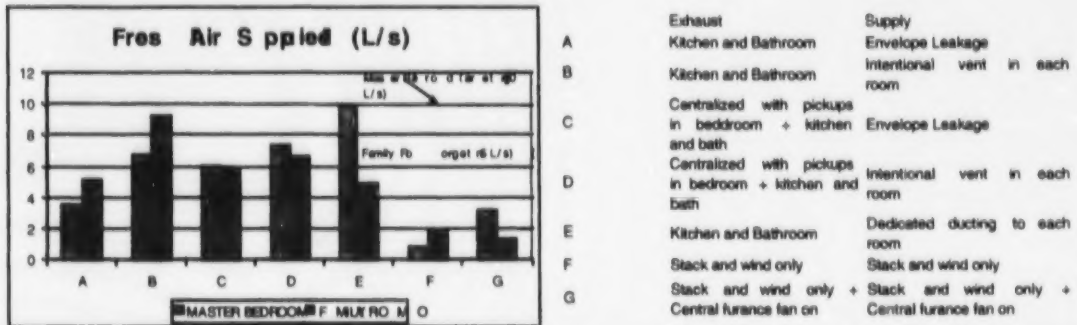 Fres Air S pplied (L/s)
12
L/s)
10
8
Family
L/s)
6
4
2
0
A B C D E F G
MASTER BEDROOM F MILY RO M
Exhaust Supply
A Kitchen and Bathroom Envelope Leakage
B Kitchen and Bathroom Intentional vent in each
room
C Centralized with pickups
in beddroom + kitchen Envelope Leakage
and bath
D Centralized with pickups
in bedroom + kitchen and Intentional vent in each
bath room
E Kitchen and Bathroom Dedicated ducting to each
room
F Stack and wind only Stack and wind only
G Stack and wind only + Stack and wind only +
Central furance fan on Central furance fan on